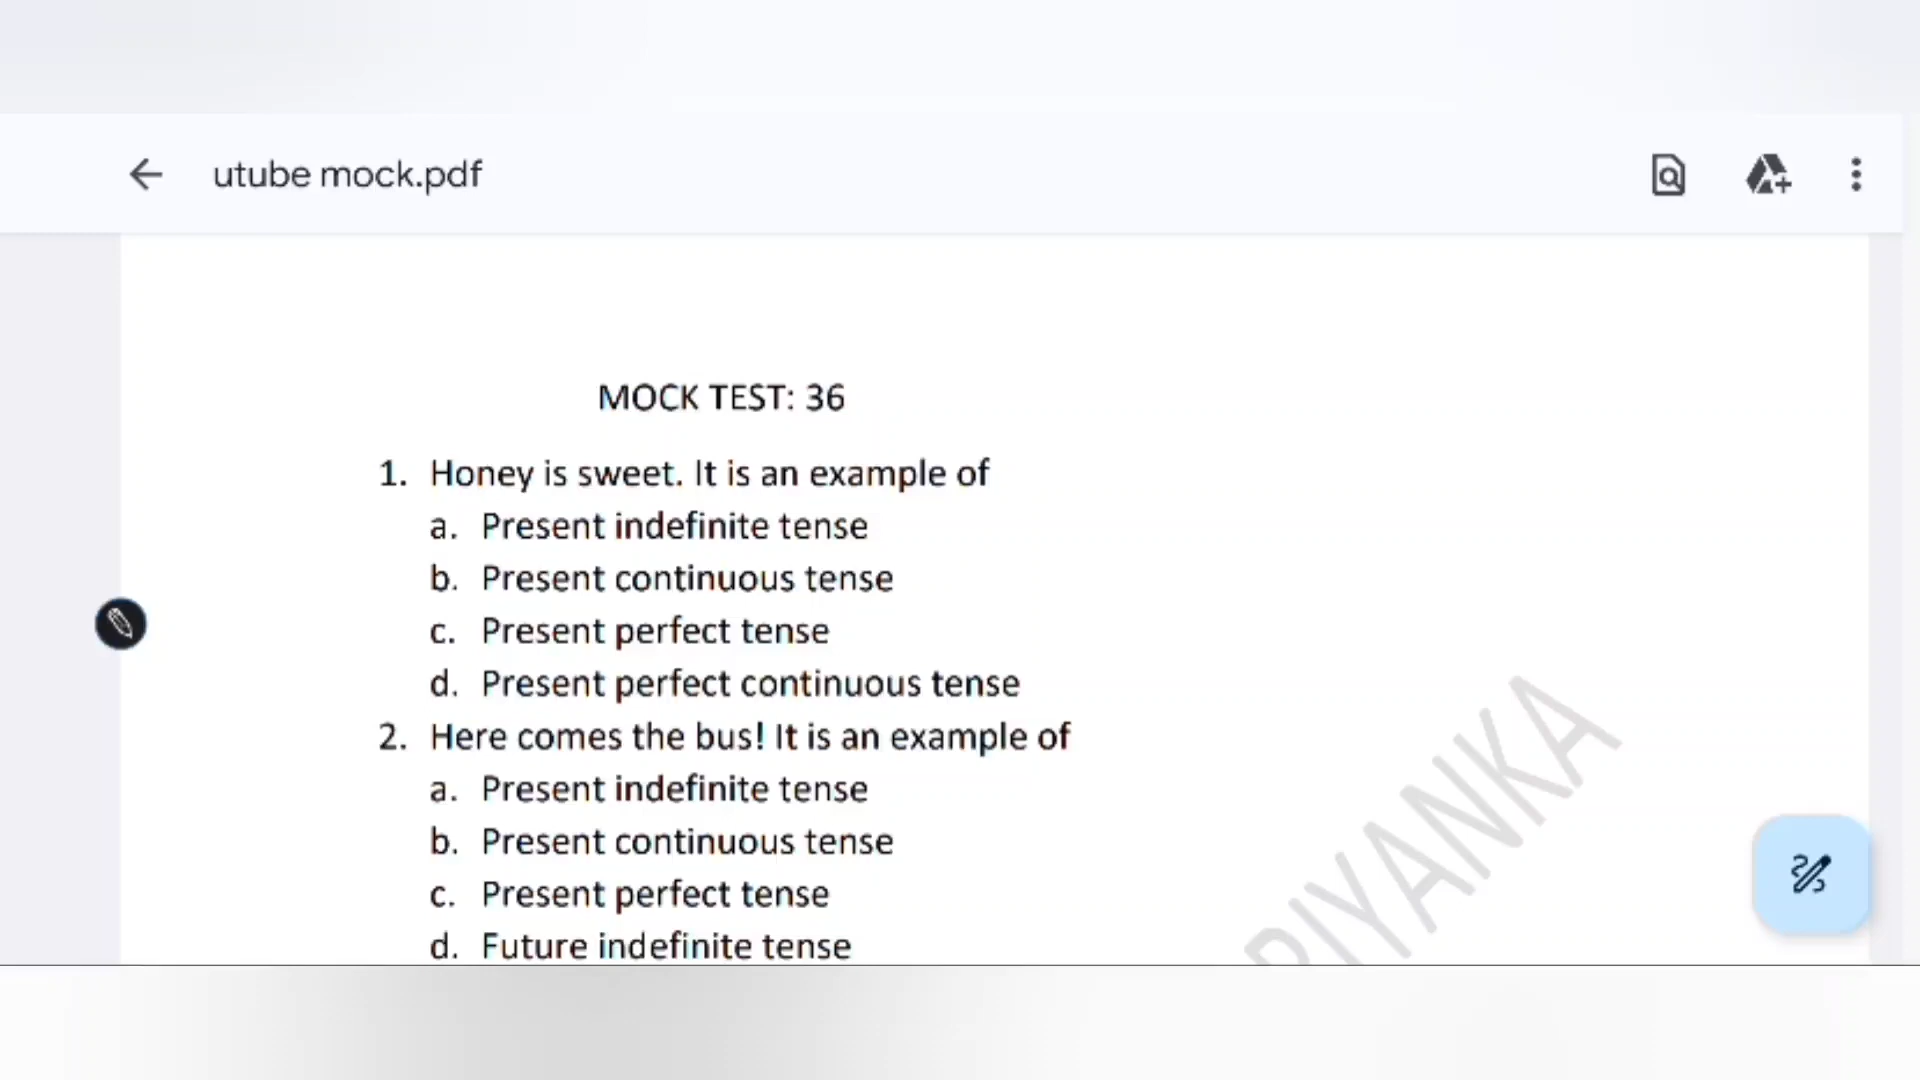 utube mock.pdf
MOCK TEST: 36
1. Honey is sweet. It is an example of
a. Present indefinite tense
b. Present continuous tense
c. Present perfect tense
d. Present perfect continuous tense
2. Here comes the bus! It is an example of
a. Present indefinite tense
b. Present continuous tense
c. Present perfect tense
d. Future indefinite tense
RIYANKA